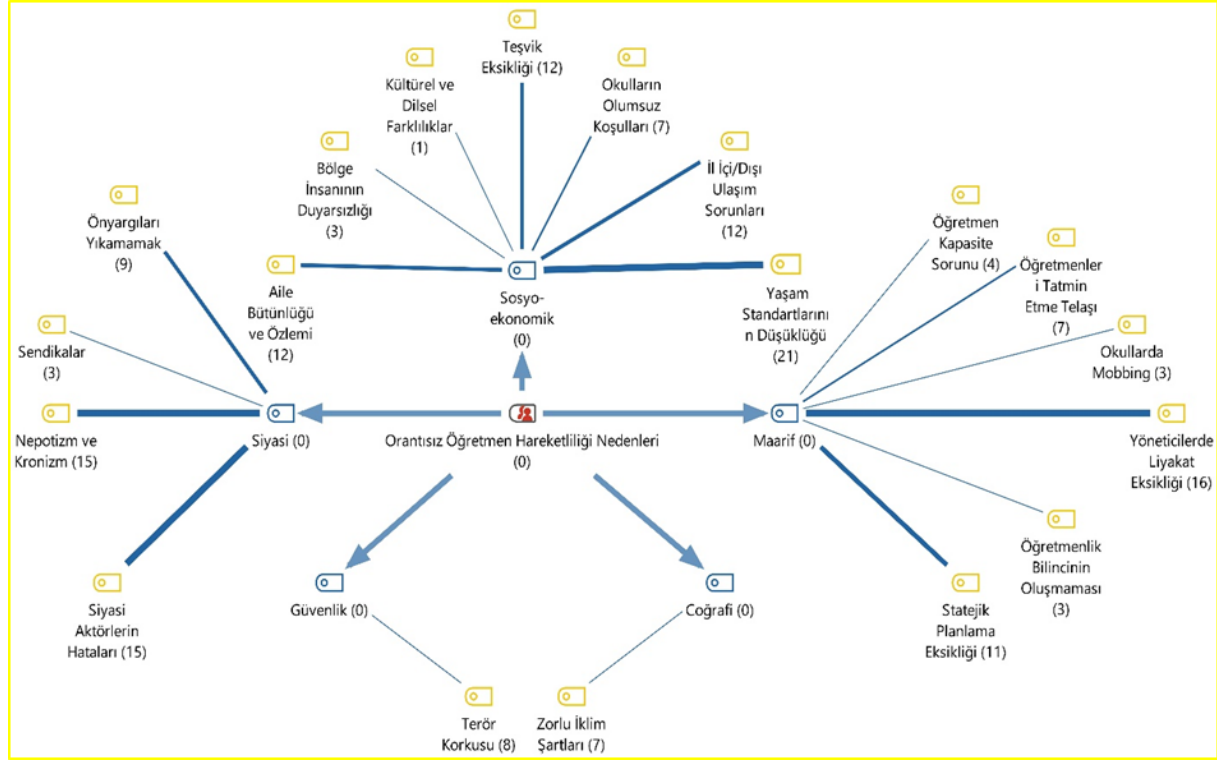 Teşvik
Eksikliği (12)
Kültürel ve
Dilsel
Farklılıklar
(1)
Okulların
Olumsuz
Koşulları (7)
Bölge
İnsanının
Duyarsızlığı
(3)
İl İçi/Dışı
Ulaşım
Sorunları
(12)
Önyargıları
Yıkamamak
(9)
Öğretmen
Kapasite
Sorunu (4)
Öğretmenler
i Tatmin
Etme Telaşı
(7)
Aile
Bütünlüğü
ve Özlemi
(12)
Sosyo-
ekonomik
(0)
Yaşam
Standartlarını
n Düşüklüğü
(21)
Sendikalar
(3)
Okullarda
Mobbing (3)
Nepotizm ve
Kronizm (15)
Siyasi (0)
Orantısız Öğretmen Hareketliliği Nedenleri
(0)
Maarif (0)
Yöneticilerde
Liyakat
Eksikliği (16)
Öğretmenlik
Bilincinin
Oluşmaması
(3)
Siyasi
Aktörlerin
Hataları (15)
Güvenlik (0)
Coğrafi (0)
Statejik
Planlama
Eksikliği (11)
Terör
Korkusu (8)
Zorlu İklim
Şartları (7)